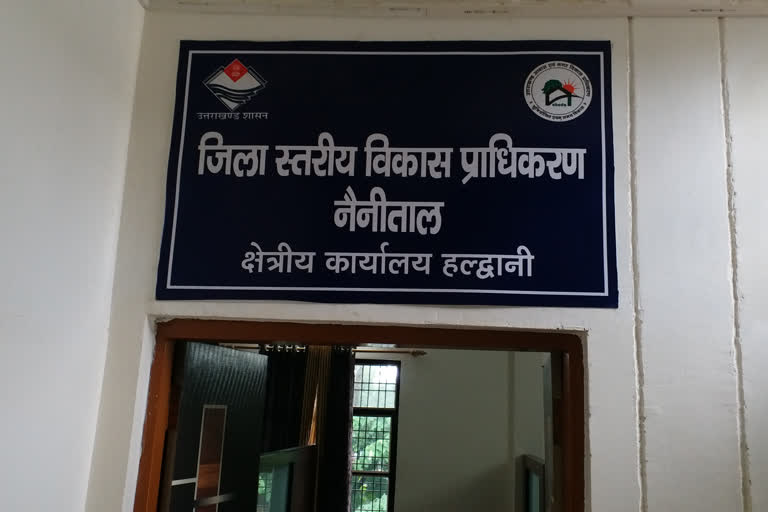 उत्तराखण्ड शासन
जिला स्तरीय विकास प्राधिकरण
नैनीताल
क्षेत्रीय कार्यालय हल्द्वानी